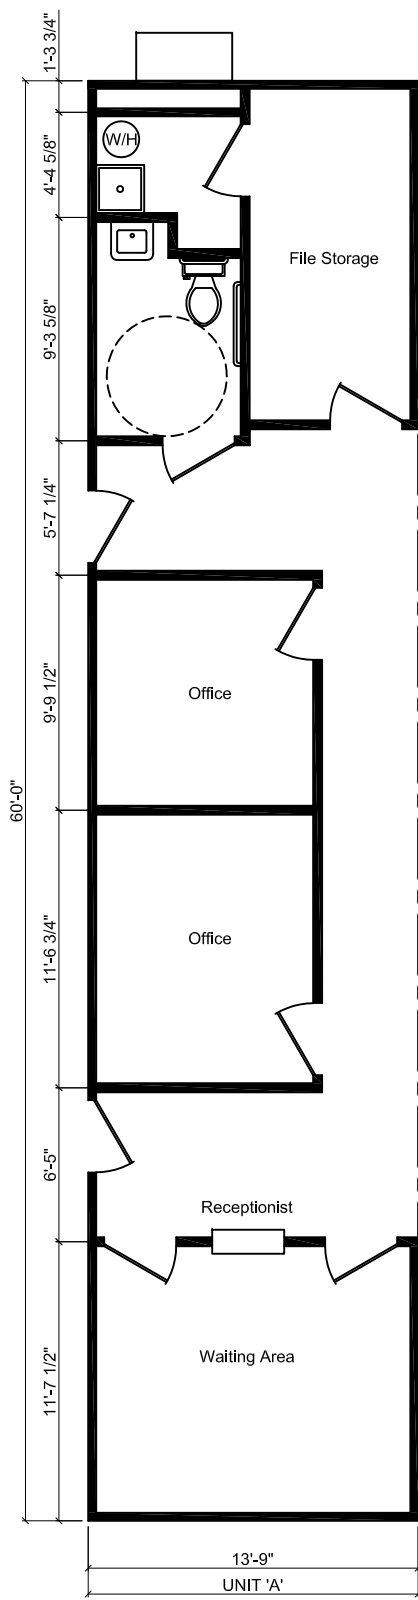 1'-3 3/4"
4'-4 5/8"
W/H
File Storage
9'-3 5/8"
5'-7 1/4"
9'-9 1/2"
Office
60'-0"
11'-6 3/4"
Office
6'-5"
Receptionist
11'-7 1/2"
Waiting Area
13'-9"
UNIT 'A'